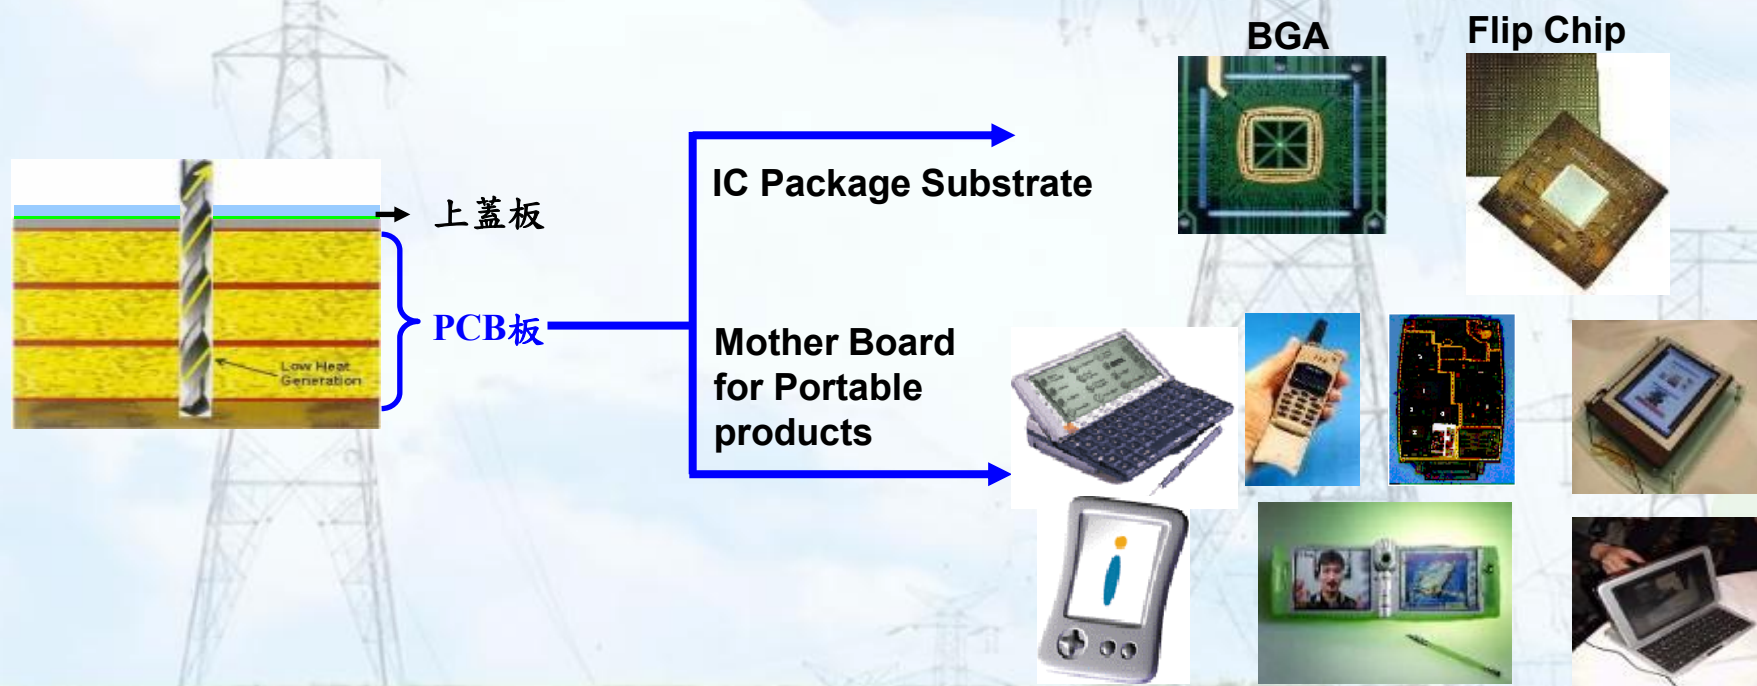 BGA
Flip Chip
IC Package Substrate
上蓋板
PCB板
Low Heat
Generation
Mother Board
for Portable
products